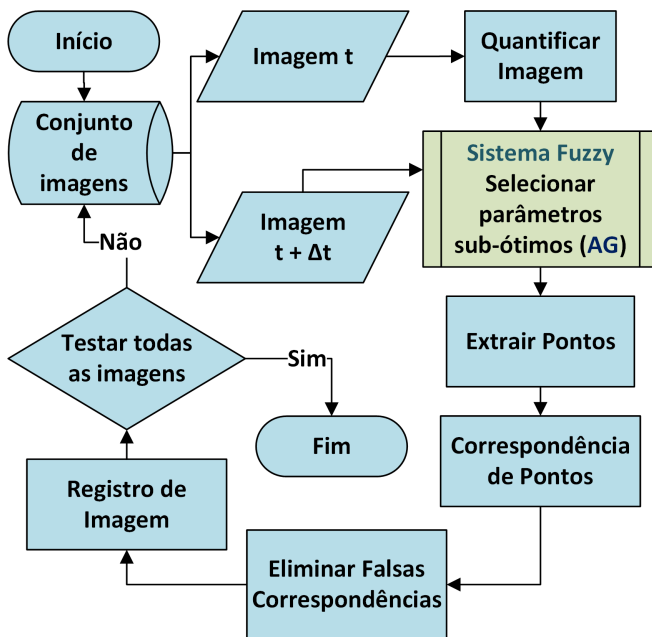 Início
Conjunto
de
imagens
Imagem t
Quantificar
Imagem
Imagem
t + Δt
Sistema Fuzzy
Selecionar
parâmetros
sub-ótimos (AG)
Extrair Pontos
Correspondência
de Pontos
Eliminar Falsas
Correspondências
Registro de
Imagem
Testar todas
as imagens
Não
Sim
Fim